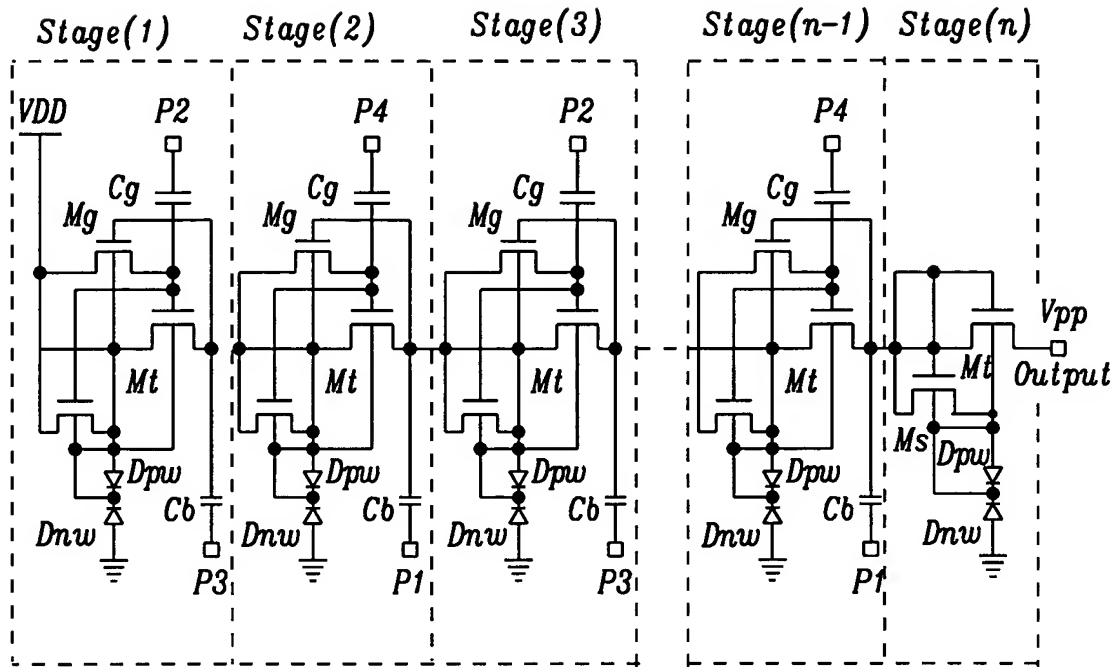 Stage(1)
Stage(2)
Stage(3)
Stage(n-1)
Stage(n)
VDD
P2
P4
P2
P4
Cg
Cg
Cg
Cg
Mg
Mg
Mg
Mg
Vpp
Mt
Mt
Mt
Mt
Mt
Output
Ms
Dpw
Dpw
Dpw
Dpw
Dpw
Cb
Cb
Cb
Cb
Dnw
Dnw
Dnw
Dnw
Dnw
P3
P1
P3
P1